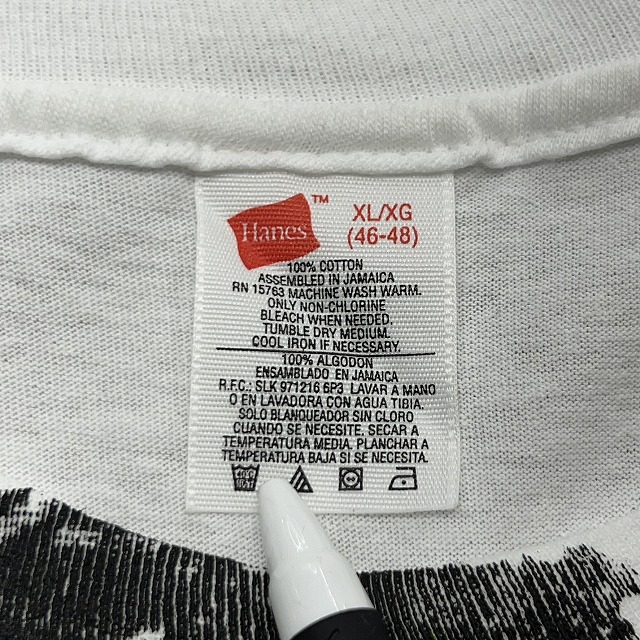 Hanes™
XL/XG
(46-48)
100% COTTON
ASSEMBLED IN JAMAICA
RN 15763 MACHINE WASH WARM.
ONLY NON-CHLORINE
BLEACH WHEN NEEDED.
TUMBLE DRY MEDIUM.
COOL IRON IF NECESSARY.
100% ALGODON
ENSAMBLADO EN JAMAICA
R.F.C.: SLK 971216 6P3 LAVAR A MANO
O EN LAVADORA CON AGUA TIBIA.
SOLO BLANQUEADOR SIN CLORO
CUANDO SE NECESITE. SECAR A
TEMPERATURA MEDIA. PLANCHAR A
TEMPERATURA BAJA SI SE NECESITA.